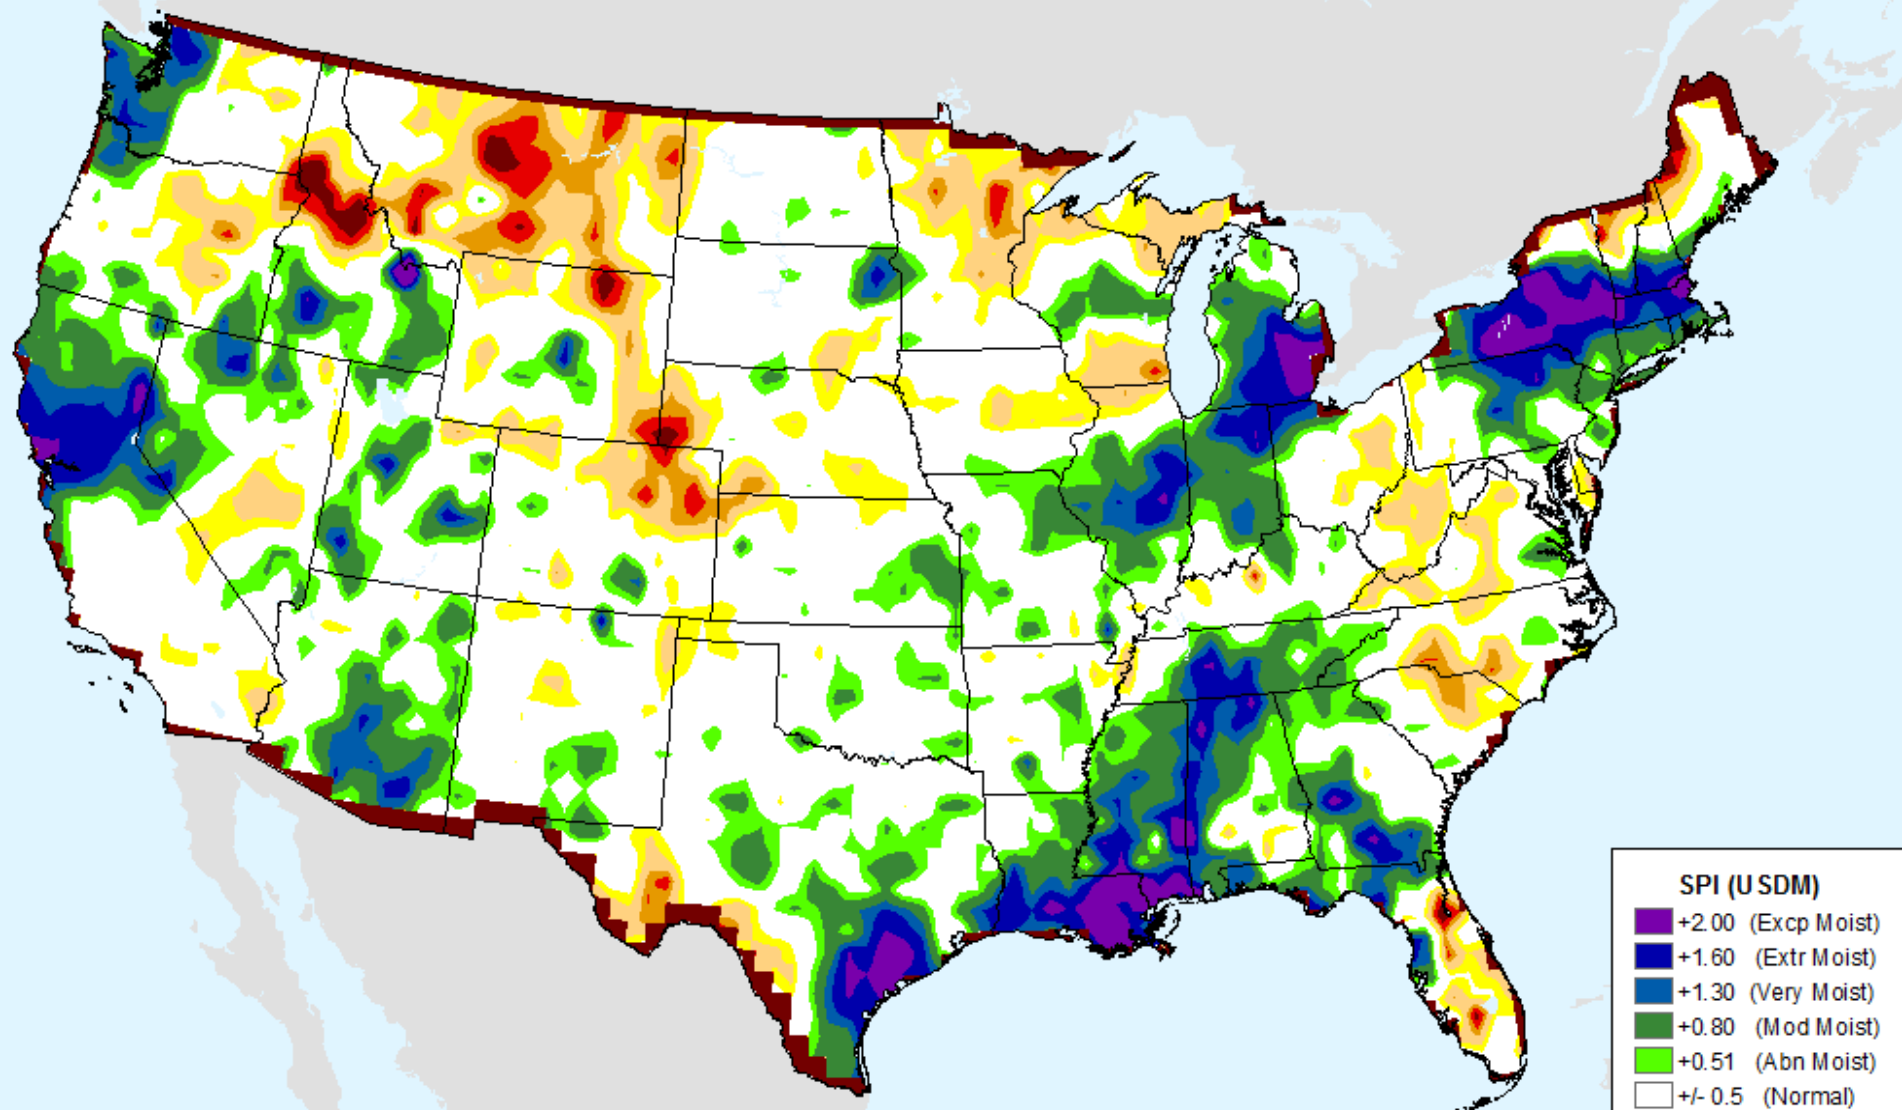 SPI (USDM)
+2.00 (Excp Moist)
+1.60 (Extr Moist)
+1.30 (Very Moist)
+0.80 (Mod Moist)
+0.51 (Abn Moist)
+/- 0.5 (Normal)